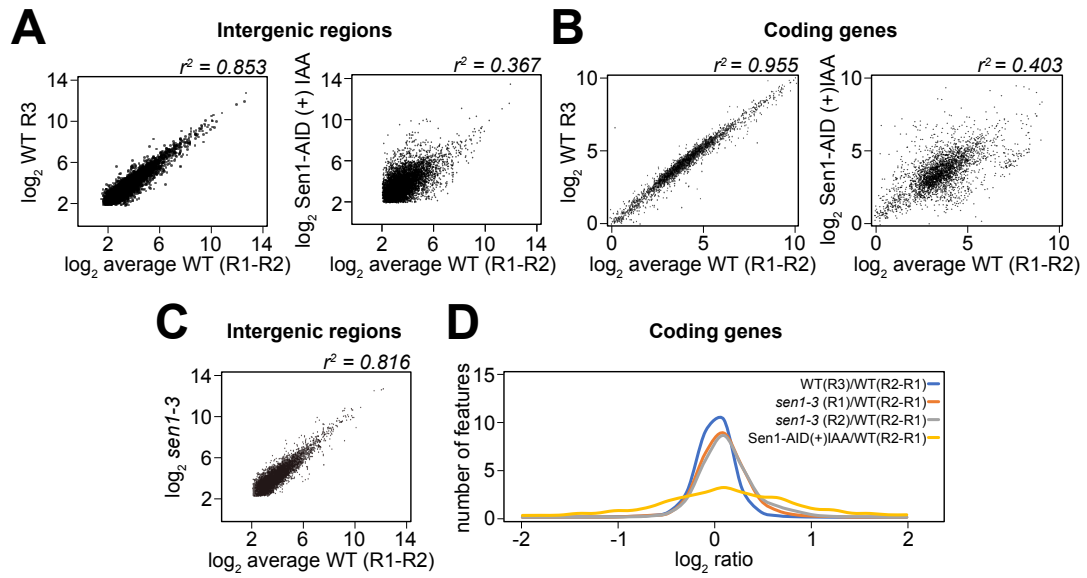 A
Intergenic regions
r² = 0.853
log₂ WT R3
14
10
6
2
2 6 10 14
log₂ average WT (R1-R2)
r² = 0.367
log₂ Sen1-AID (+) IAA
14
10
6
2
2 6 10 14
log₂ average WT (R1-R2)
B
Coding genes
r² = 0.955
log₂ WT R3
10
5
0
0 5 10
log₂ average WT (R1-R2)
r² = 0.403
log₂ Sen1-AID (+)IAA
10
5
0
0 5 10
log₂ average WT (R1-R2)
C
Intergenic regions
r² = 0.816
log₂ sen1-3
14
10
6
2
2 6 10 14
log₂ average WT (R1-R2)
D
Coding genes
number of features
15
10
5
0
WT(R3)/WT(R2-R1)
sen1-3 (R1)/WT(R2-R1)
sen1-3 (R2)/WT(R2-R1)
Sen1-AID(+)IAA/WT(R2-R1)
-2 -1 0 1 2
log₂ ratio